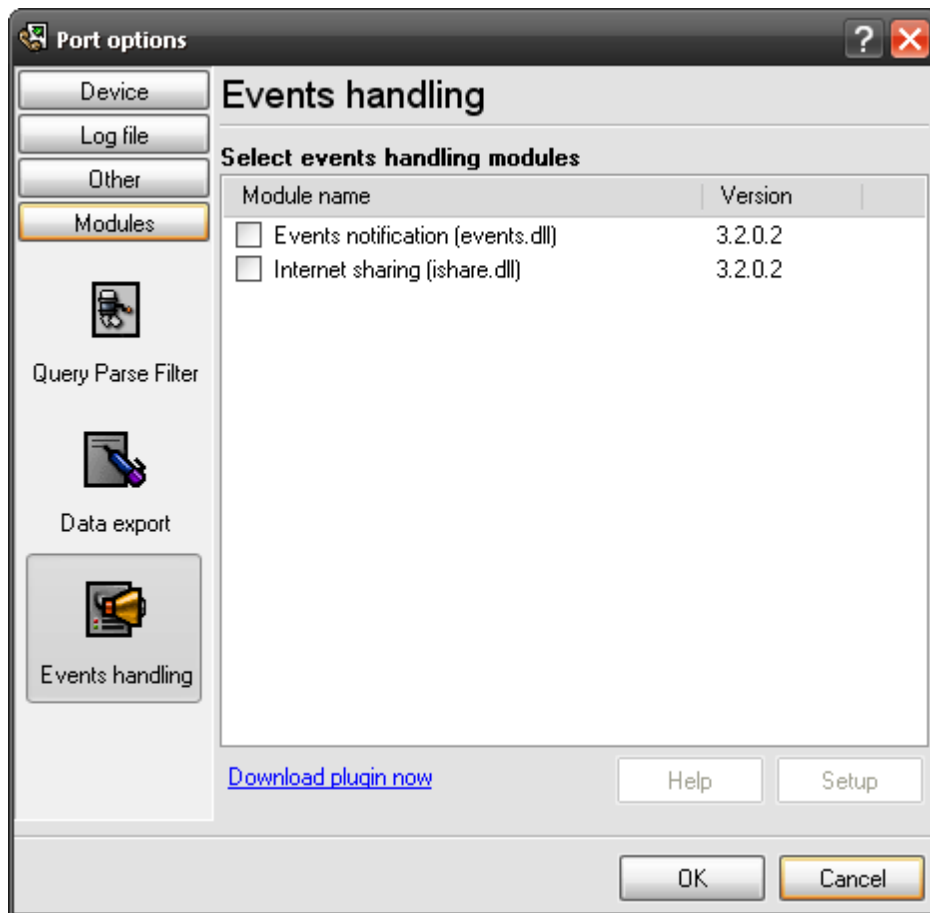 Port options
Device
Log file
Other
Modules
Query Parse Filter
Data export
Events handling
Events handling
Select events handling modules
Module name Version
Events notification (events.dll) 3.2.0.2
Internet sharing (ishare.dll) 3.2.0.2
Download plugin now
Help Setup
OK Cancel